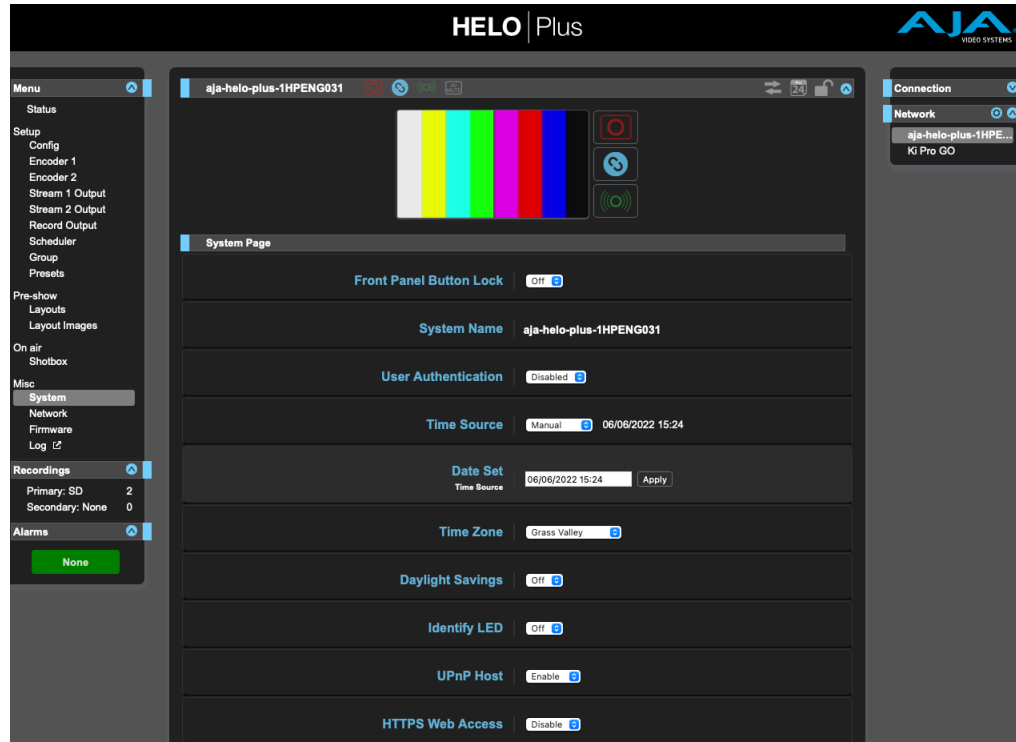 HELO Plus
AJA
VIDEO SYSTEMS
Menu
Status
Setup
Config
Encoder 1
Encoder 2
Stream 1 Output
Stream 2 Output
Record Output
Scheduler
Group
Presets
Pre-show
Layouts
Layout Images
On air
Shotbox
Misc
System
Network
Firmware
Log
Recordings
Primary: SD 2
Secondary: None 0
Alarms
None
aja-helo-plus-1HPENG031
24
System Page
Front Panel Button Lock Off
System Name aja-helo-plus-1HPENG031
User Authentication Disabled
Time Source Manual 06/06/2022 15:24
Date Set 06/06/2022 15:24 Apply
Time Source
Time Zone Grass Valley
Daylight Savings Off
Identify LED Off
UPnP Host Enable
HTTPS Web Access Disable
Connection
Network
aja-helo-plus-1HPE...
Ki Pro GO